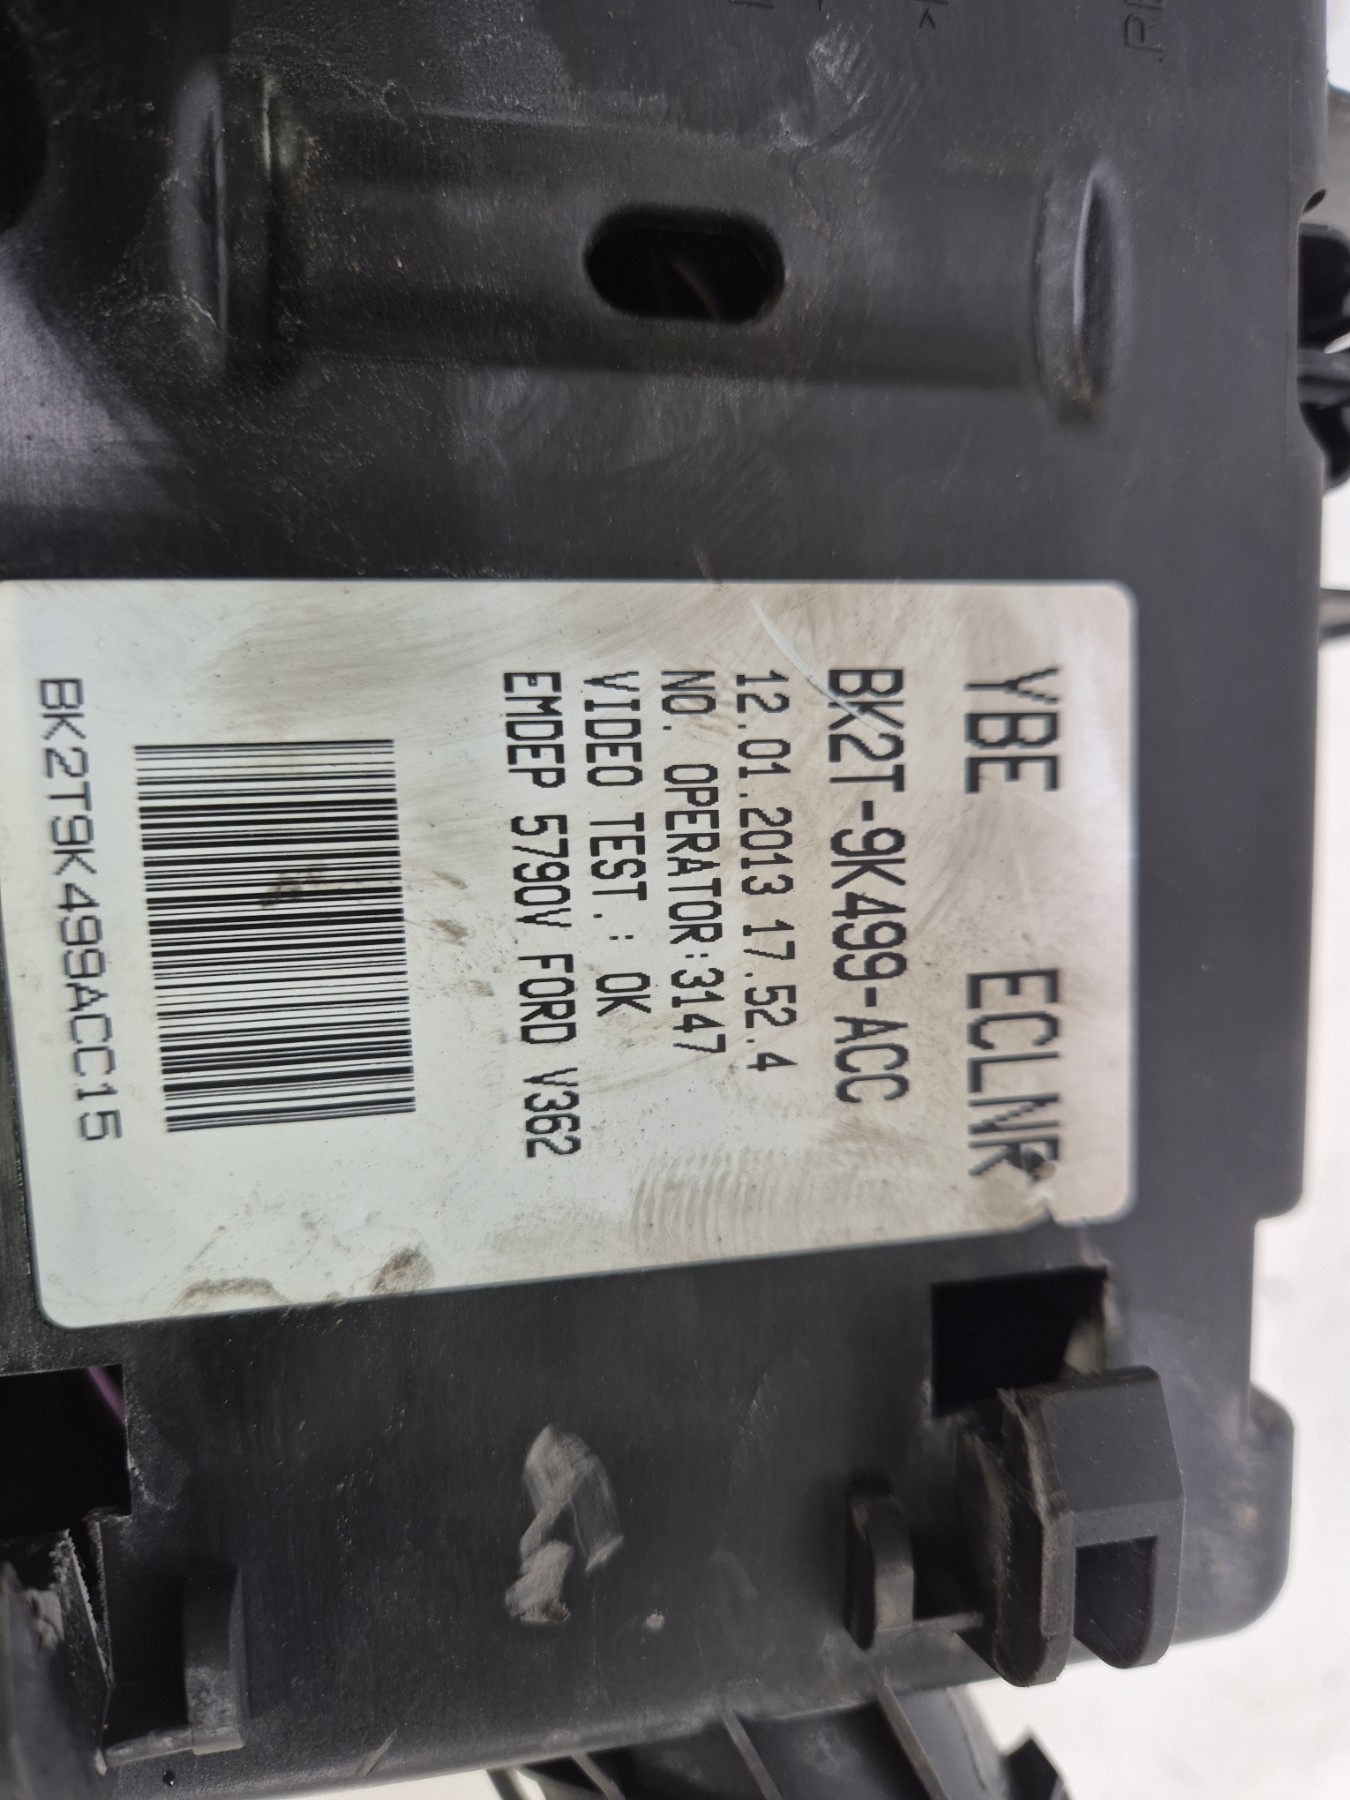 YBE ECLNR
BK2T-9K499-ACC
12.01.2013 17.52.4
NO. OPERATOR:3147
VIDEO TEST: OK
EMDEP 5790V FORD V362
BK2T9K499ACC15